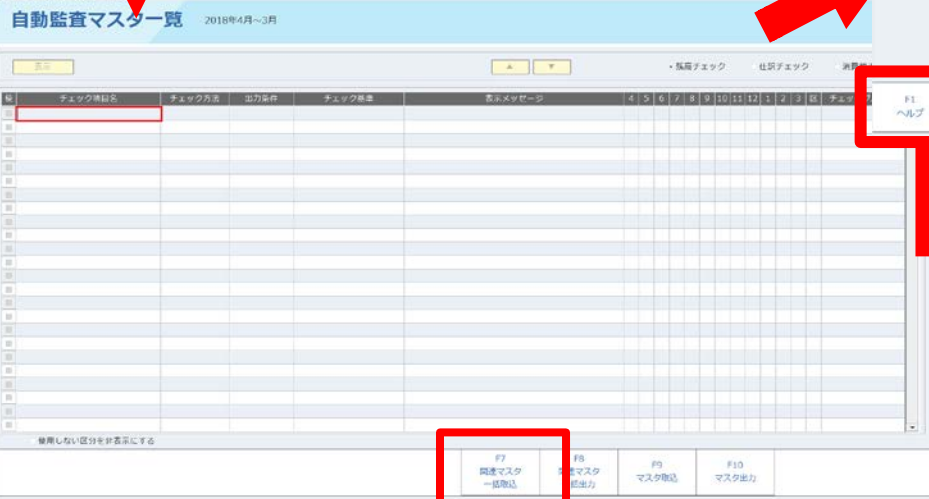 自動監査マスター覧 2018年4月~3月
表示 ▲ ▼ ・残高チェック 仕訳チェック
チェック項目名 チェック方法 出力条件 チェック基準 表示メッセージ 4 5 6 7 8 9 10 11 12 1 2 3 区
F1
ヘルプ
使用しない区分を非表示にする
F7
関連マスタ
一括取込
F8
マスタ
括出力
F9
マスタ取込
F10
マスタ出力